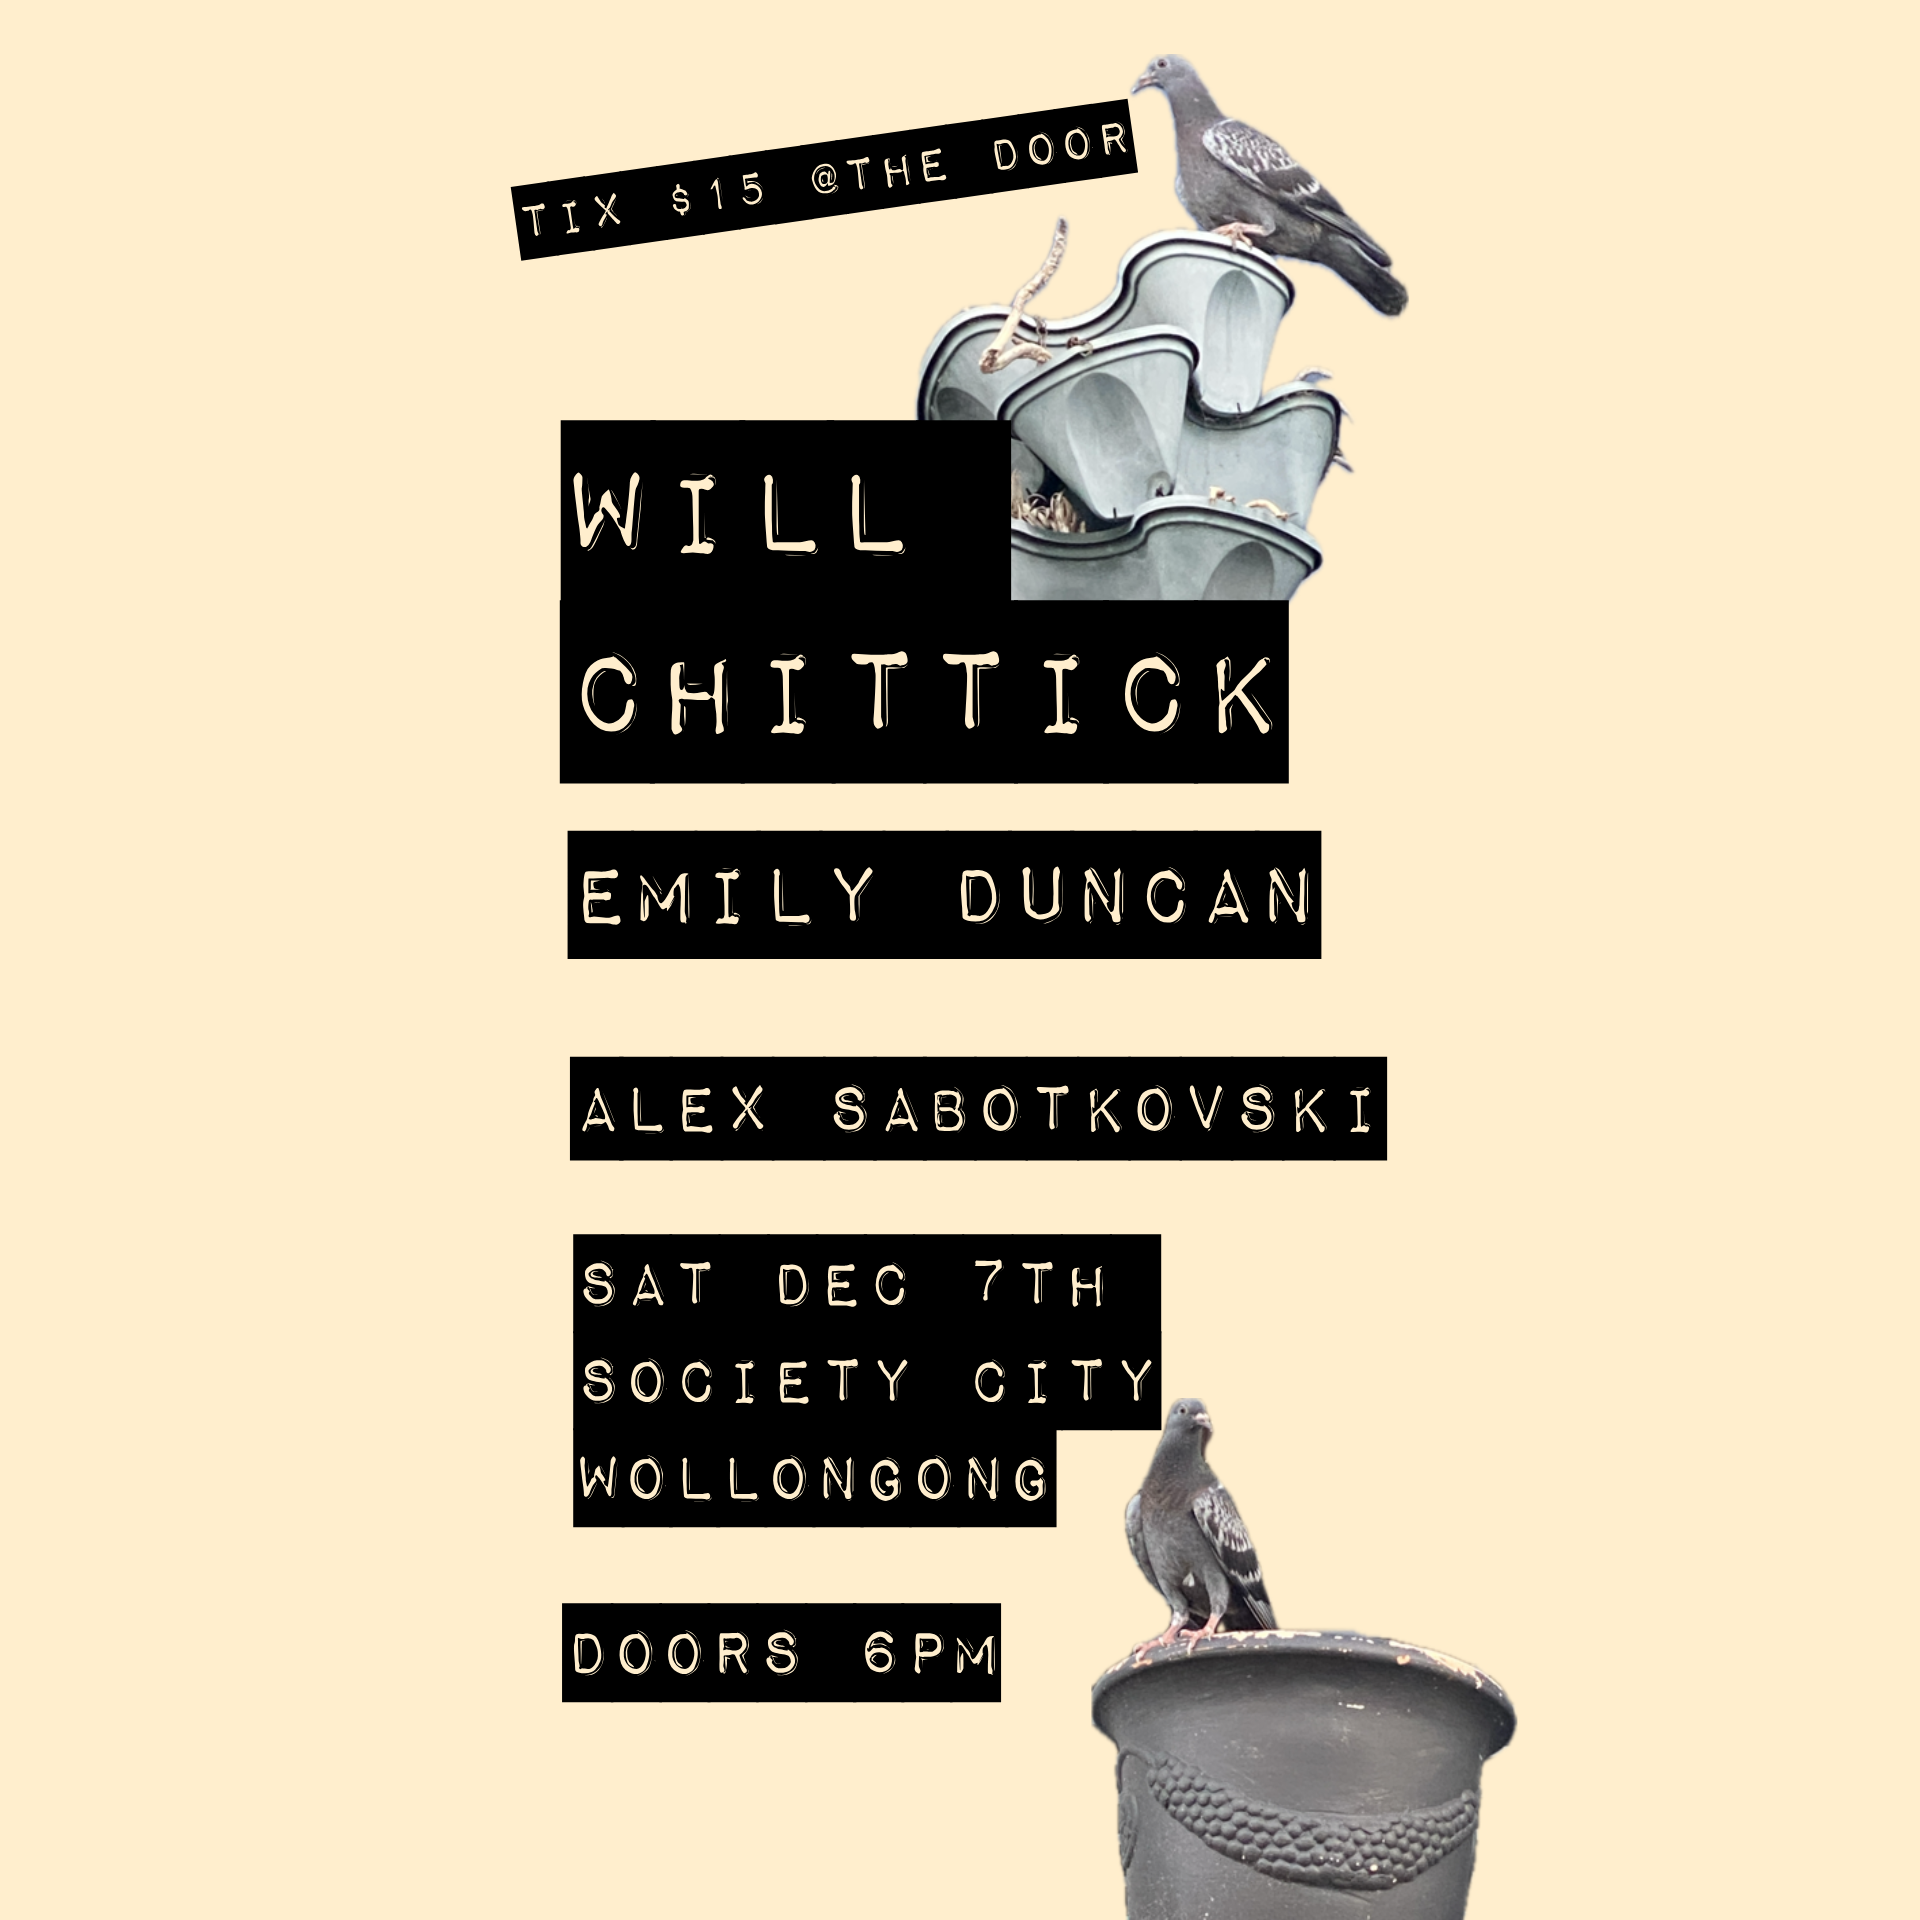 TIX $15 @THE DOOR
WILL
CHITTICK
EMILY DUNCAN
ALEX SABOTKOVSKI
SAT DEC 7TH
SOCIETY CITY
WOLLONGONG
DOORS 6PM